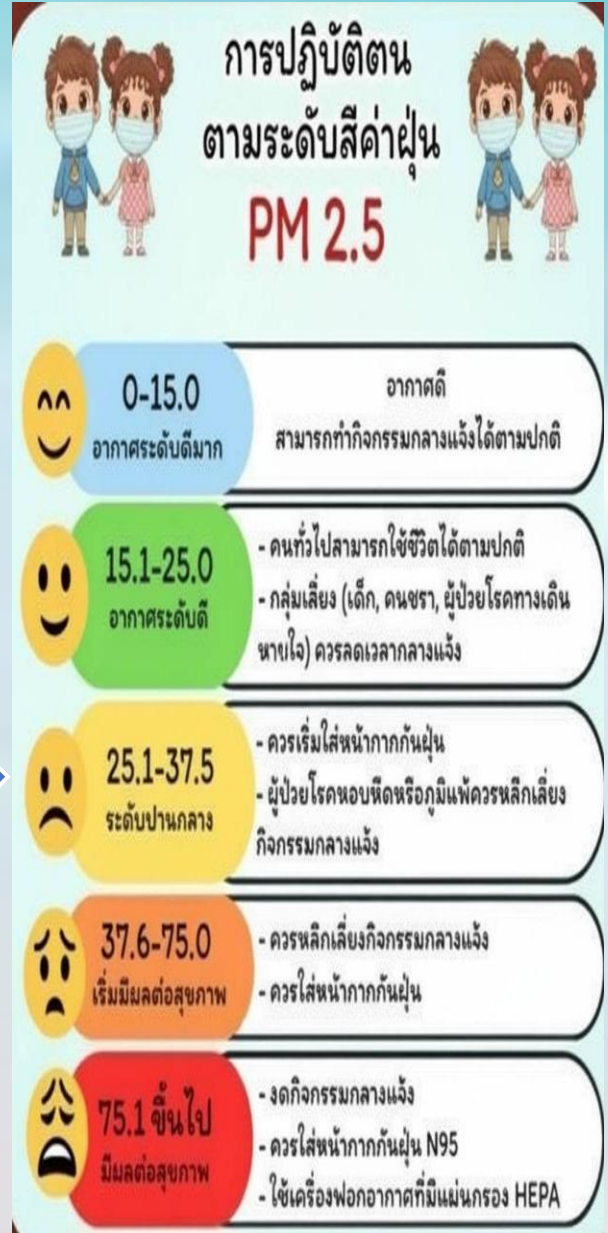 การปฏิบัติตน
ตามระดับสีค่าฝุ่น
PM 2.5
0-15.0
อากาศระดับดีมาก
อากาศดี
สามารถทำกิจกรรมกลางแจ้งได้ตามปกติ
15.1-25.0
อากาศระดับดี
- คนทั่วไปสามารถใช้ชีวิตได้ตามปกติ
- กลุ่มเสี่ยง (เด็ก, คนชรา, ผู้ป่วยโรคทางเดิน
หายใจ) ควรลดเวลากลางแจ้ง
25.1-37.5
ระดับปานกลาง
- ควรเริ่มใส่หน้ากากกันฝุ่น
- ผู้ป่วยโรคหอบหืดหรือภูมิแพ้ควรหลีกเลี่ยง
กิจกรรมกลางแจ้ง
37.6-75.0
เริ่มมีผลต่อสุขภาพ
- ควรหลีกเลี่ยงกิจกรรมกลางแจ้ง
- ควรใส่หน้ากากกันฝุ่น
75.1 ขึ้นไป
มีผลต่อสุขภาพ
- งดกิจกรรมกลางแจ้ง
- ควรใส่หน้ากากกันฝุ่น N95
- ใช้เครื่องฟอกอากาศที่มีแผ่นกรอง HEPA